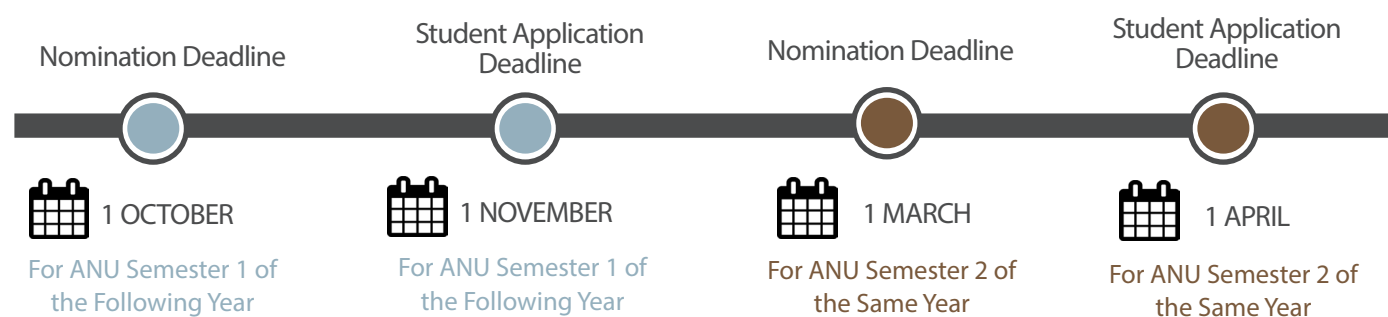 Nomination Deadline
Student Application
Deadline
Nomination Deadline
Student Application
Deadline
1 OCTOBER
1 NOVEMBER
1 MARCH
1 APRIL
For ANU Semester 1 of
the Following Year
For ANU Semester 1 of
the Following Year
For ANU Semester 2 of
the Same Year
For ANU Semester 2 of
the Same Year